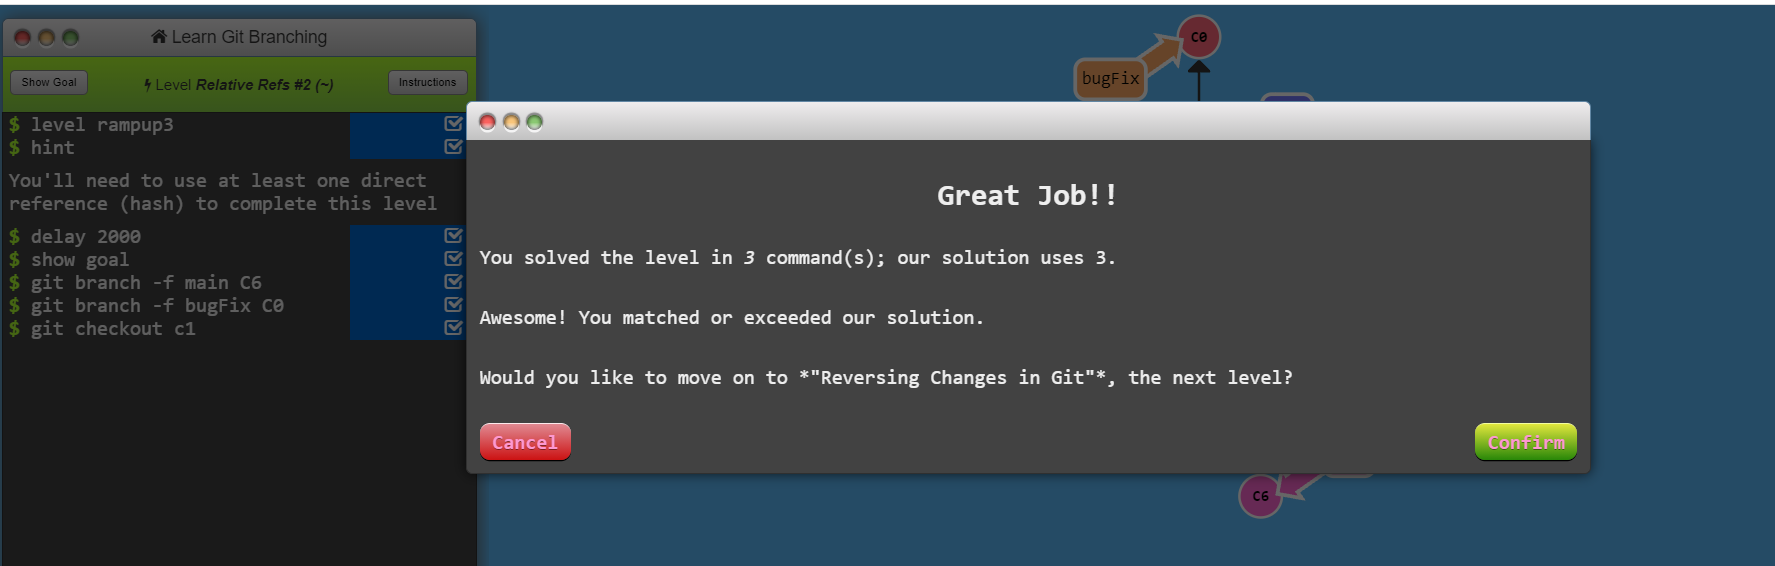 Learn Git Branching
Show Goal
Level Relative Refs #2 (~)
Instructions
$ level rampup3
$ hint
You'll need to use at least one direct
reference (hash) to complete this level
$ delay 2000
$ show goal
$ git branch -f main C6
$ git branch -f bugFix C0
$ git checkout c1
C0
bugFix
Great Job!!
You solved the level in 3 command(s); our solution uses 3.
Awesome! You matched or exceeded our solution.
Would you like to move on to *"Reversing Changes in Git"*, the next level?
Cancel
Confirm
C6